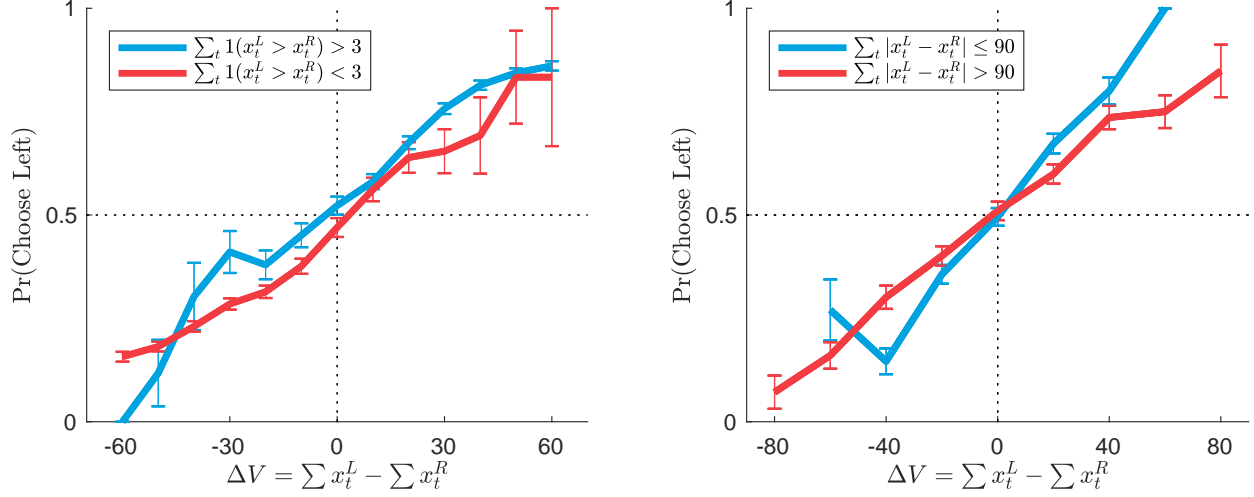 1
∑_t 1(x_t^L > x_t^R) > 3
∑_t 1(x_t^L > x_t^R) < 3
0.5
0
Pr(Choose Left)
-60 -30 0 30 60
ΔV = ∑ x_t^L − ∑ x_t^R
1
∑_t |x_t^L − x_t^R| ≤ 90
∑_t |x_t^L − x_t^R| > 90
0.5
0
Pr(Choose Left)
-80 -40 0 40 80
ΔV = ∑ x_t^L − ∑ x_t^R